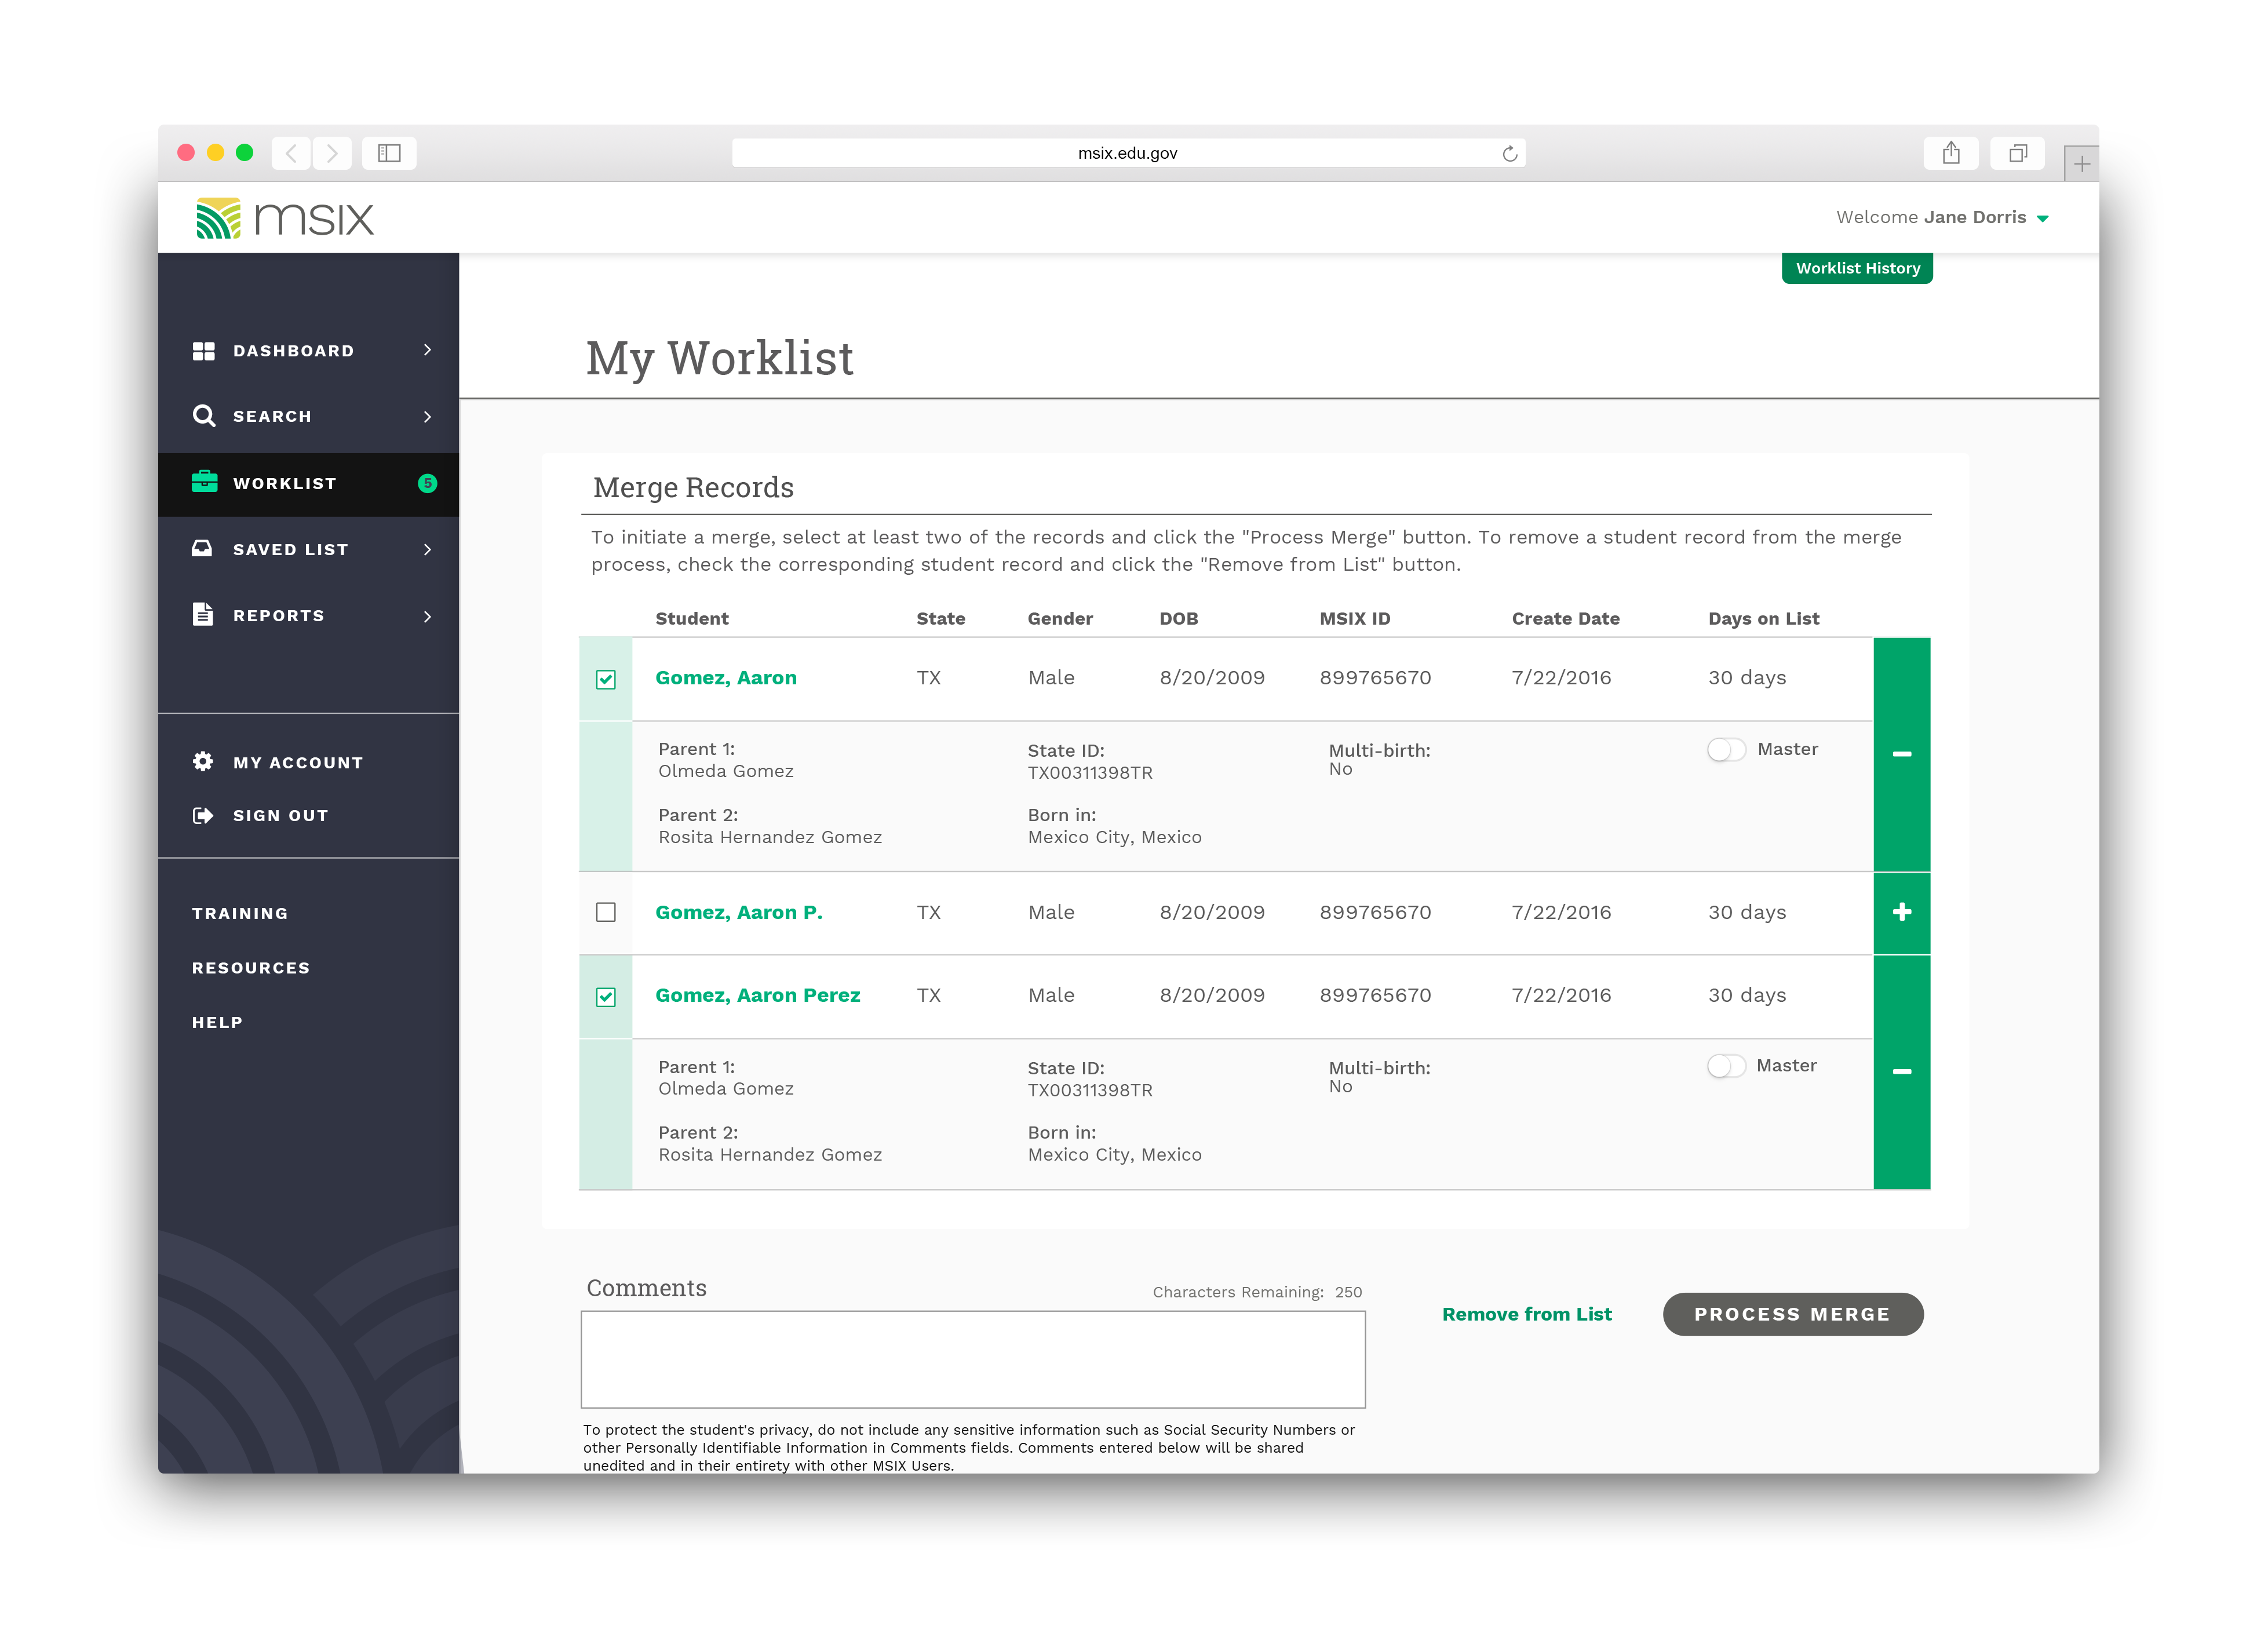 msix.edu.gov
msix
Welcome Jane Dorris
Worklist History
DASHBOARD
SEARCH
WORKLIST 5
SAVED LIST
REPORTS
MY ACCOUNT
SIGN OUT
TRAINING
RESOURCES
HELP
My Worklist
Merge Records
To initiate a merge, select at least two of the records and click the "Process Merge" button. To remove a student record from the merge
process, check the corresponding student record and click the "Remove from List" button.
Student State Gender DOB MSIX ID Create Date Days on List
Gomez, Aaron TX Male 8/20/2009 899765670 7/22/2016 30 days
Parent 1: State ID: Multi-birth: Master
Olmeda Gomez TX00311398TR No
Parent 2: Born in:
Rosita Hernandez Gomez Mexico City, Mexico
Gomez, Aaron P. TX Male 8/20/2009 899765670 7/22/2016 30 days
Gomez, Aaron Perez TX Male 8/20/2009 899765670 7/22/2016 30 days
Parent 1: State ID: Multi-birth: Master
Olmeda Gomez TX00311398TR No
Parent 2: Born in:
Rosita Hernandez Gomez Mexico City, Mexico
Comments Characters Remaining: 250
Remove from List PROCESS MERGE
To protect the student's privacy, do not include any sensitive information such as Social Security Numbers or
other Personally Identifiable Information in Comments fields. Comments entered below will be shared
unedited and in their entirety with other MSIX Users.